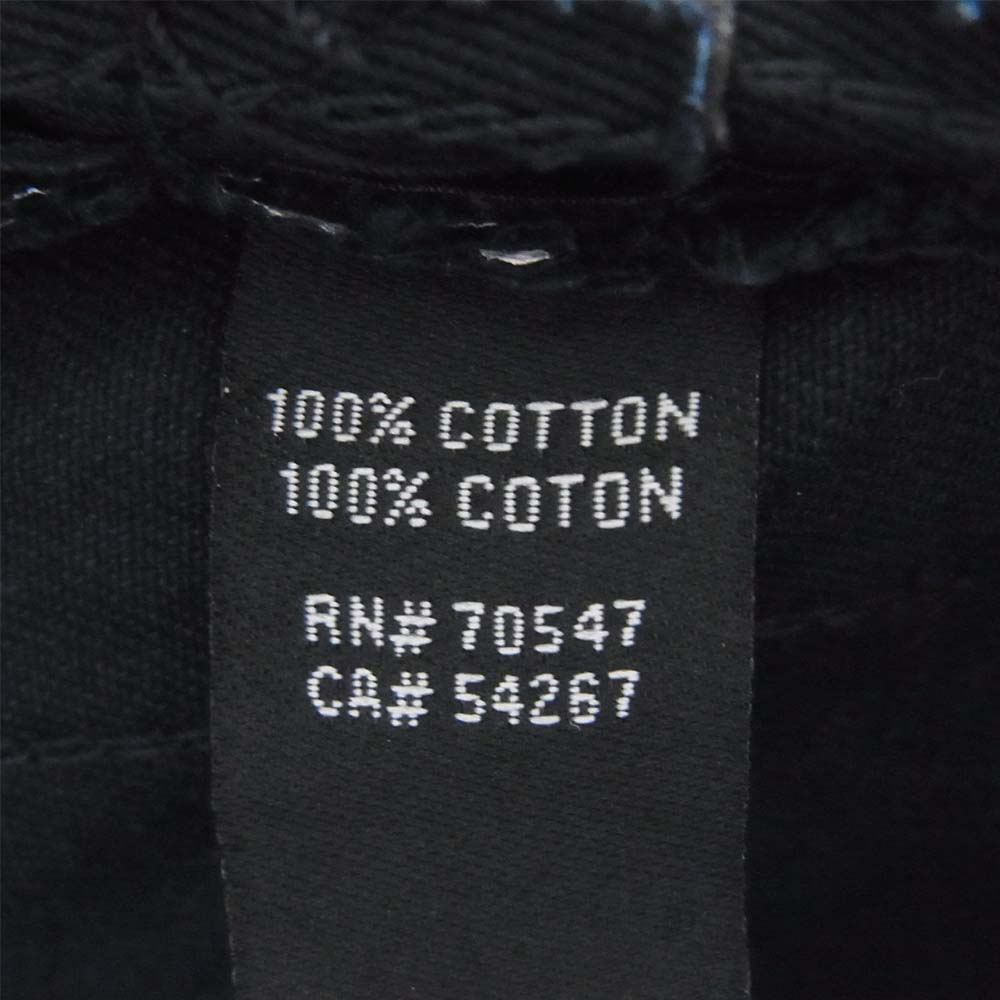 100% COTTON
100% COTON
RN# 70547
CA# 54267